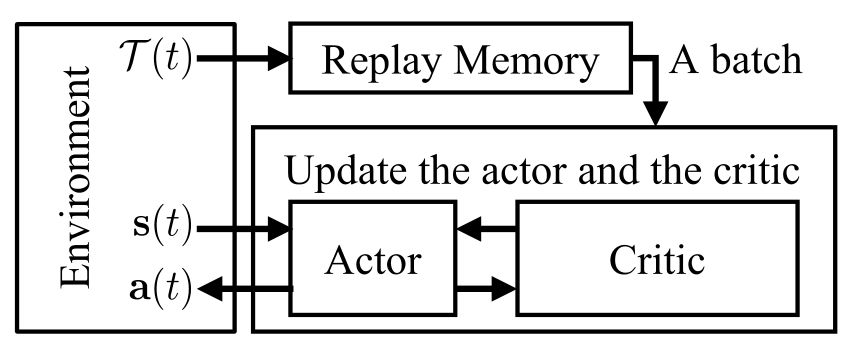 Environment
𝒯(t)
Replay Memory
A batch
Update the actor and the critic
s(t)
a(t)
Actor
Critic